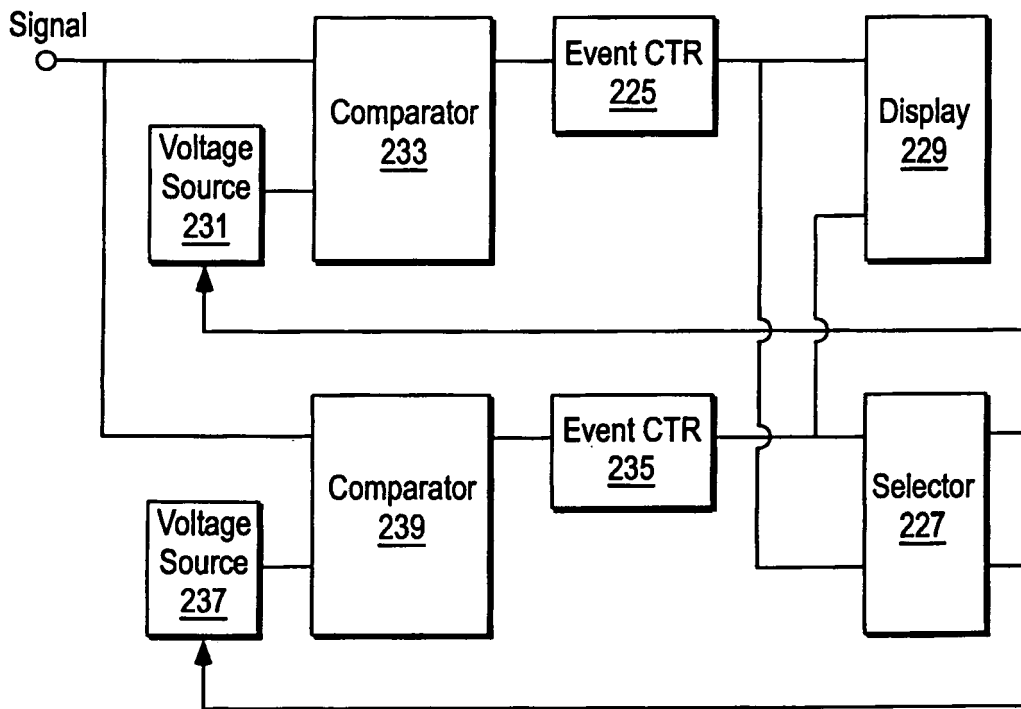 Signal
Comparator
233
Event CTR
225
Display
229
Voltage
Source
231
Comparator
239
Event CTR
235
Selector
227
Voltage
Source
237